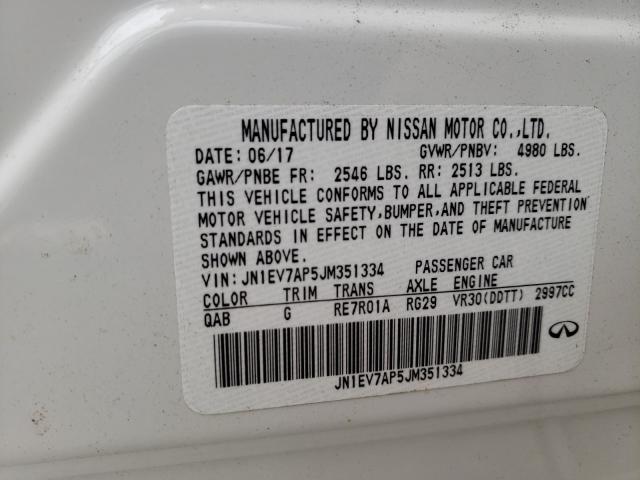 MANUFACTURED BY NISSAN MOTOR CO.,LTD.
DATE: 06/17 GVWR/PNBV: 4980 LBS.
GAWR/PNBE FR: 2546 LBS. RR: 2513 LBS.
THIS VEHICLE CONFORMS TO ALL APPLICABLE FEDERAL
MOTOR VEHICLE SAFETY,BUMPER,AND THEFT PREVENTION
STANDARDS IN EFFECT ON THE DATE OF MANUFACTURE
SHOWN ABOVE.
VIN: JN1EV7AP5JM351334 PASSENGER CAR
COLOR TRIM TRANS AXLE ENGINE
QAB G RE7R01A RG29 VR30(DDTT) 2997CC
JN1EV7AP5JM351334